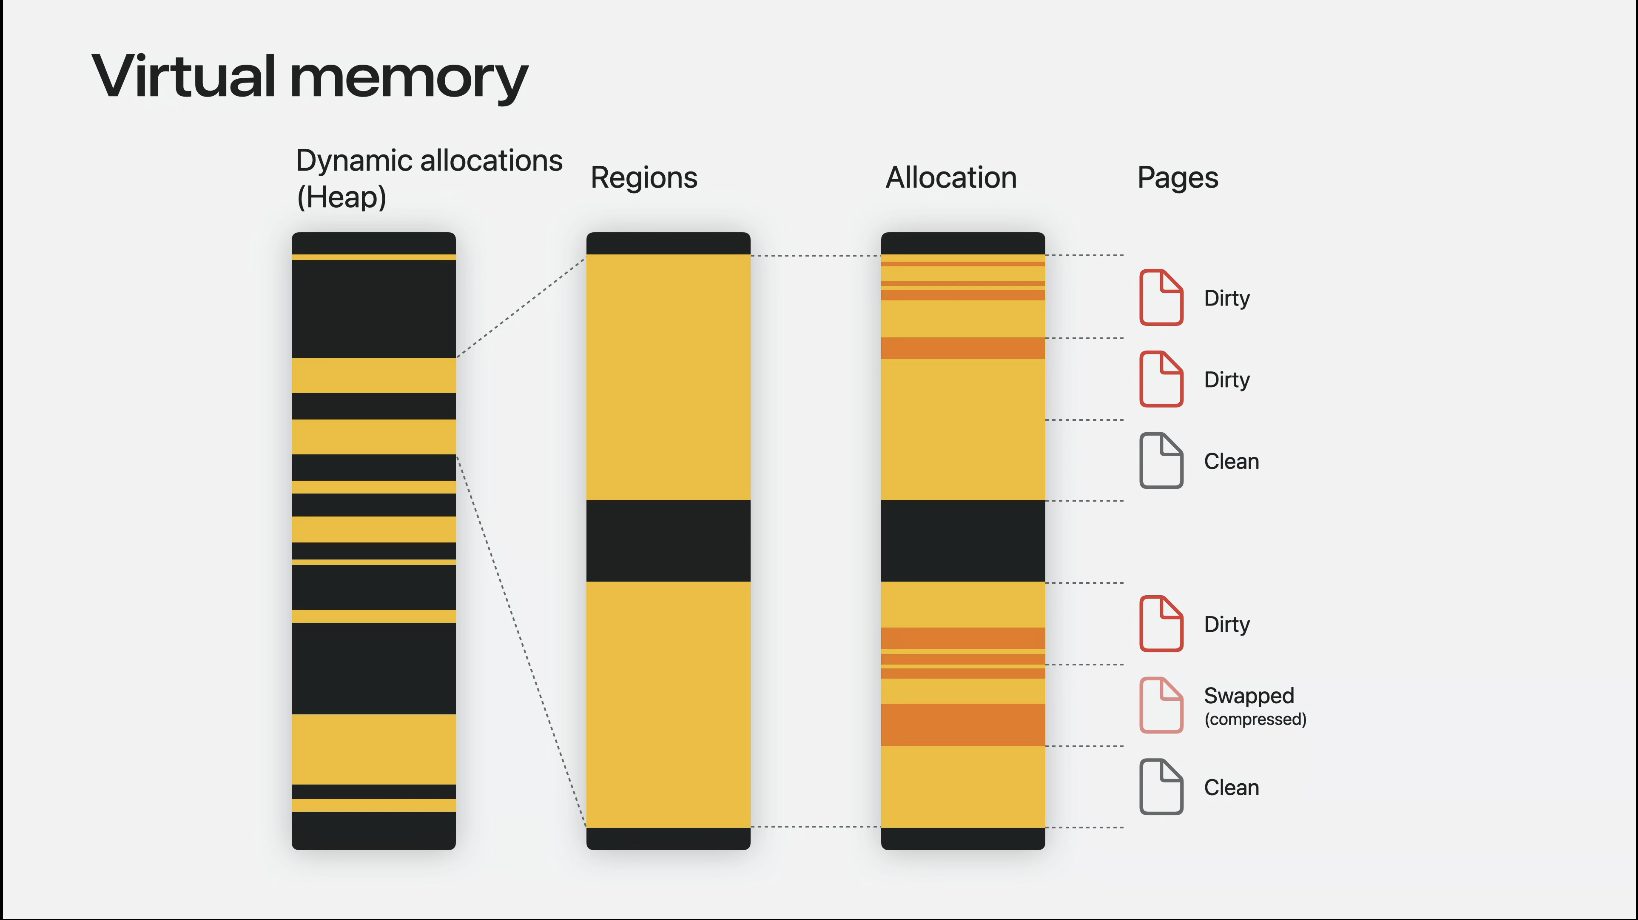 Virtual memory
Dynamic allocations
(Heap)
Regions
Allocation
Pages
Dirty
Dirty
Clean
Dirty
Swapped
(compressed)
Clean